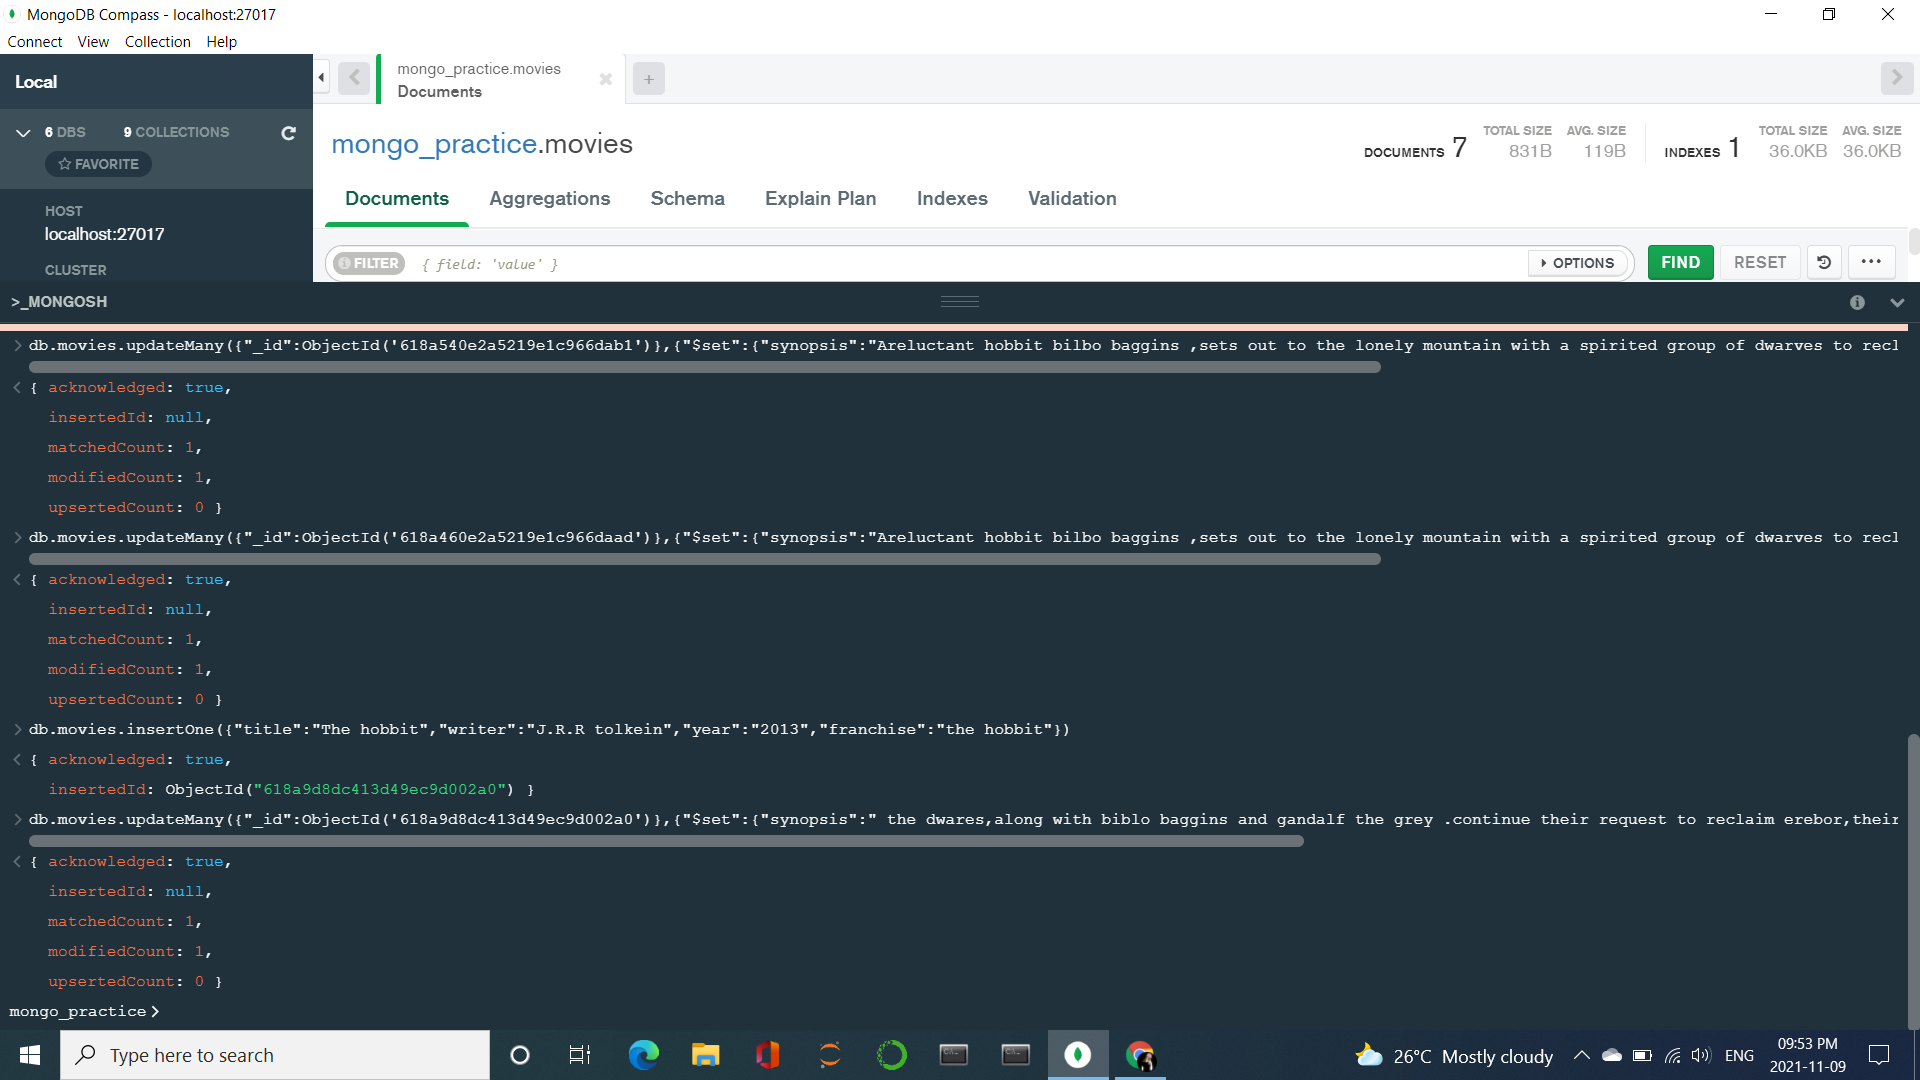 MongoDB Compass - localhost:27017
Connect View Collection Help
Local
6 DBS 9 COLLECTIONS
FAVORITE
HOST
localhost:27017
CLUSTER
mongo_practice.movies
Documents
mongo_practice.movies
DOCUMENTS 7 TOTAL SIZE 831B AVG. SIZE 119B INDEXES 1 TOTAL SIZE 36.0KB AVG. SIZE 36.0KB
Documents Aggregations Schema Explain Plan Indexes Validation
FILTER { field: 'value' } OPTIONS FIND RESET ...
>_MONGOSH
> db.movies.updateMany({"_id":ObjectId('618a540e2a5219e1c966dab1')},{"$set":{"synopsis":"Areluctant hobbit bilbo baggins ,sets out to the lonely mountain with a spirited group of dwarves to recl
< { acknowledged: true,
insertedId: null,
matchedCount: 1,
modifiedCount: 1,
upsertedCount: 0 }
> db.movies.updateMany({"_id":ObjectId('618a460e2a5219e1c966daad')},{"$set":{"synopsis":"Areluctant hobbit bilbo baggins ,sets out to the lonely mountain with a spirited group of dwarves to recl
< { acknowledged: true,
insertedId: null,
matchedCount: 1,
modifiedCount: 1,
upsertedCount: 0 }
> db.movies.insertOne({"title":"The hobbit","writer":"J.R.R tolkein","year":"2013","franchise":"the hobbit"})
< { acknowledged: true,
insertedId: ObjectId("618a9d8dc413d49ec9d002a0") }
> db.movies.updateMany({"_id":ObjectId('618a9d8dc413d49ec9d002a0')},{"$set":{"synopsis":" the dwares,along with biblo baggins and gandalf the grey .continue their request to reclaim erebor,their
< { acknowledged: true,
insertedId: null,
matchedCount: 1,
modifiedCount: 1,
upsertedCount: 0 }
mongo_practice>
Type here to search
26°C Mostly cloudy ENG 09:53 PM
2021-11-09